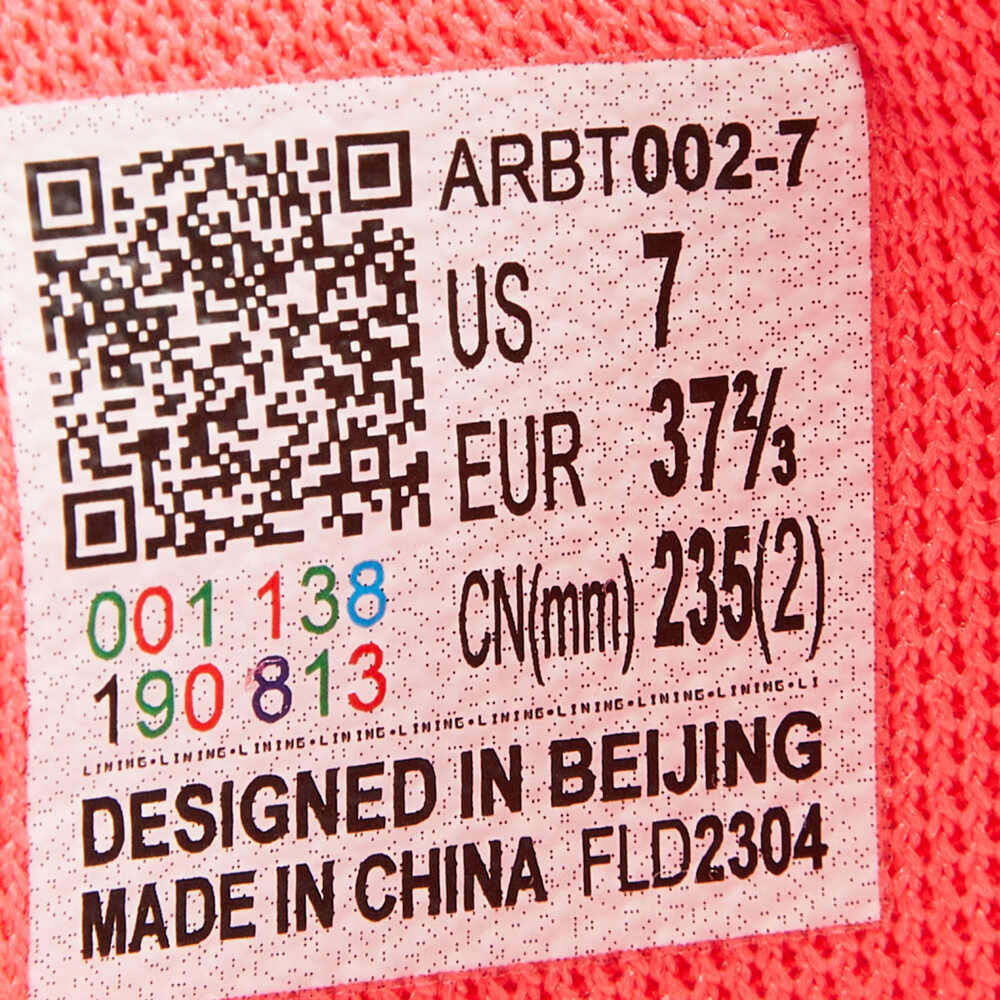 ARBT002-7
US 7
EUR 37⅔
CN(mm) 235(2)
001 138
190 813
LINING•LINING•LINING•LINING•LINING•LINING•LINING•LINING•LI
DESIGNED IN BEIJING
MADE IN CHINA FLD2304